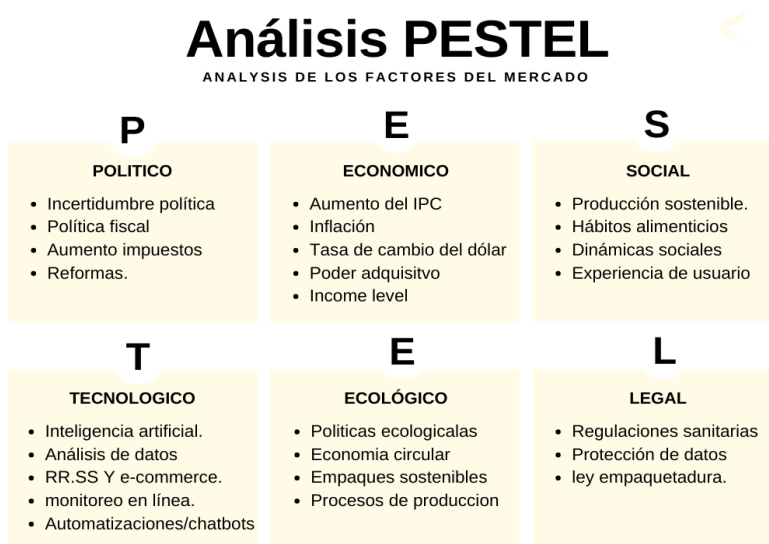 Análisis PESTEL
ANALYSIS DE LOS FACTORES DEL MERCADO
P
POLITICO
• Incertidumbre política
• Política fiscal
• Aumento impuestos
• Reformas.
E
ECONOMICO
• Aumento del IPC
• Inflación
• Tasa de cambio del dólar
• Poder adquisitvo
• Income level
S
SOCIAL
• Producción sostenible.
• Hábitos alimenticios
• Dinámicas sociales
• Experiencia de usuario
T
TECNOLOGICO
• Inteligencia artificial.
• Análisis de datos
• RR.SS Y e-commerce.
• monitoreo en línea.
• Automatizaciones/chatbots
E
ECOLÓGICO
• Politicas ecologicalas
• Economia circular
• Empaques sostenibles
• Procesos de produccion
L
LEGAL
• Regulaciones sanitarias
• Protección de datos
• ley empaquetadura.